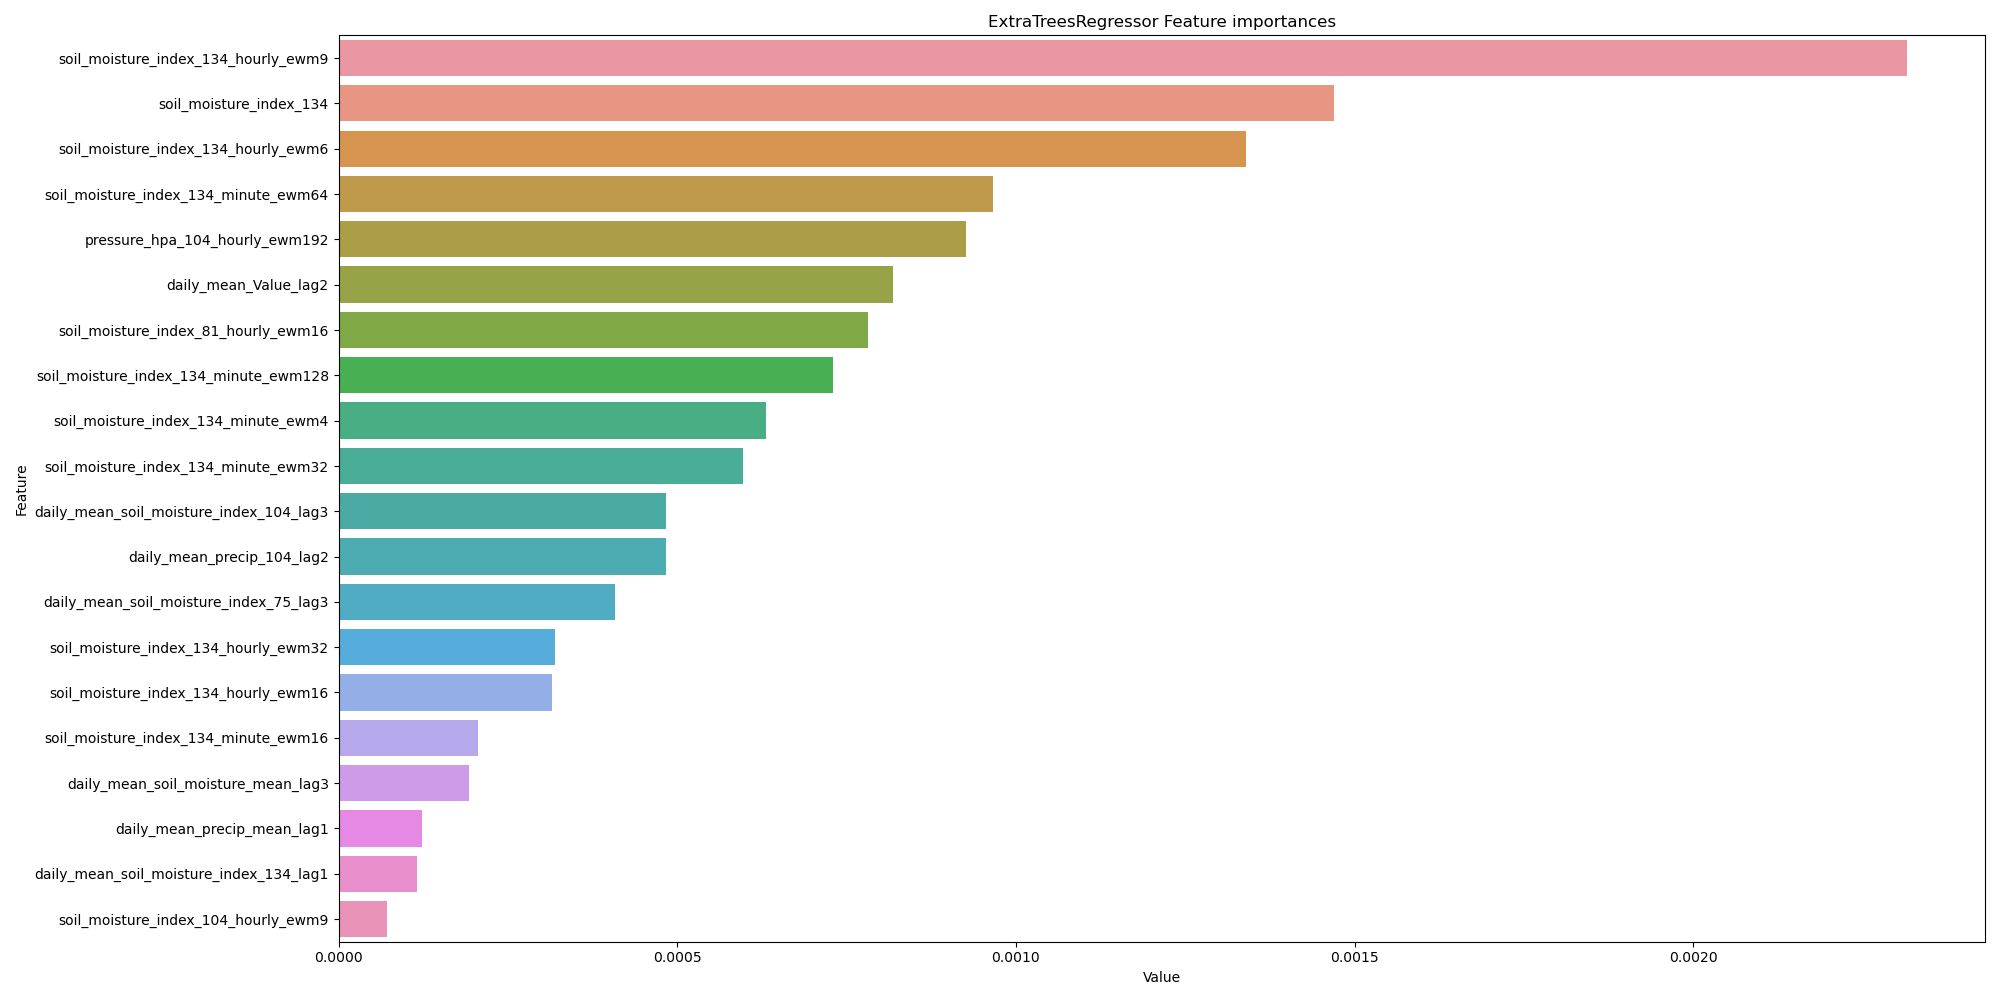 ExtraTreesRegressor Feature importances
soil_moisture_index_134_hourly_ewm9
soil_moisture_index_134
soil_moisture_index_134_hourly_ewm6
soil_moisture_index_134_minute_ewm64
pressure_hpa_104_hourly_ewm192
daily_mean_Value_lag2
soil_moisture_index_81_hourly_ewm16
soil_moisture_index_134_minute_ewm128
soil_moisture_index_134_minute_ewm4
soil_moisture_index_134_minute_ewm32
daily_mean_soil_moisture_index_104_lag3
daily_mean_precip_104_lag2
daily_mean_soil_moisture_index_75_lag3
soil_moisture_index_134_hourly_ewm32
soil_moisture_index_134_hourly_ewm16
soil_moisture_index_134_minute_ewm16
daily_mean_soil_moisture_mean_lag3
daily_mean_precip_mean_lag1
daily_mean_soil_moisture_index_134_lag1
soil_moisture_index_104_hourly_ewm9
Feature
0.0000 0.0005 0.0010 0.0015 0.0020
Value